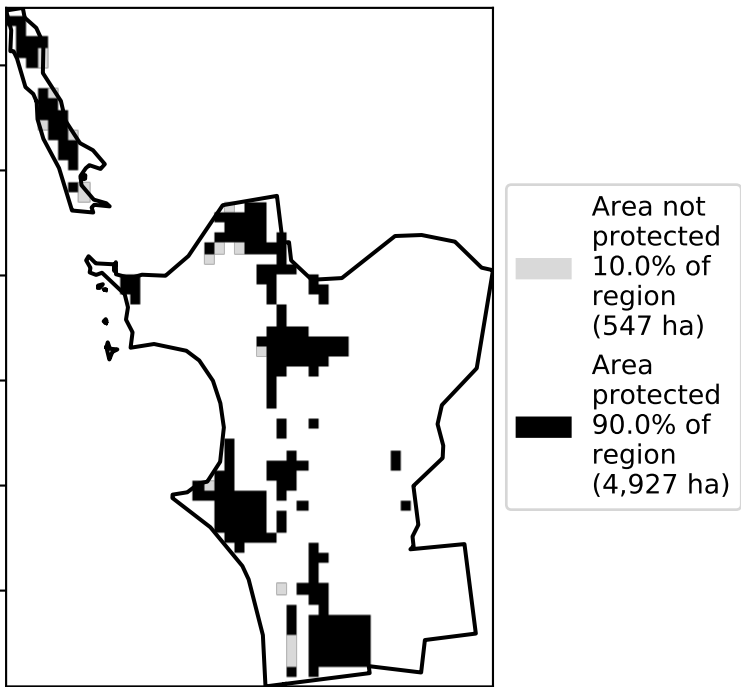 Area not
protected
10.0% of
region
(547 ha)
Area
protected
90.0% of
region
(4,927 ha)